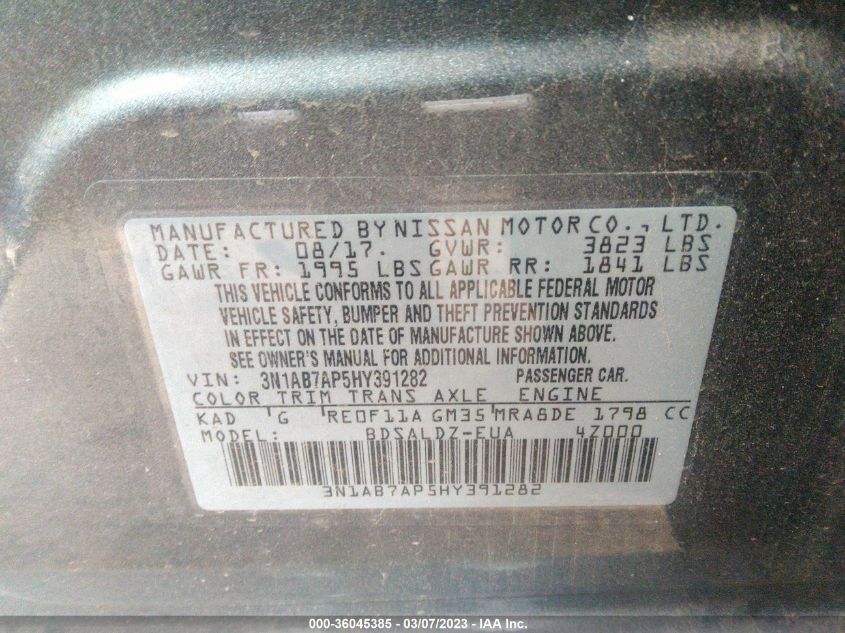 MANUFACTURED BY NISSAN MOTOR CO., LTD.
DATE: 08/17. GVWR: 3823 LBS
GAWR FR: 1995 LBS GAWR RR: 1841 LBS
THIS VEHICLE CONFORMS TO ALL APPLICABLE FEDERAL MOTOR
VEHICLE SAFETY, BUMPER AND THEFT PREVENTION STANDARDS
IN EFFECT ON THE DATE OF MANUFACTURE SHOWN ABOVE.
SEE OWNER'S MANUAL FOR ADDITIONAL INFORMATION.
VIN: 3N1AB7AP5HY391282 PASSENGER CAR.
COLOR TRIM TRANS AXLE ENGINE
KAD 'G 'RE0F11A GM35'MRA8DE 1798 CC
MODEL: BDSALDZ-EUA 4Z000
3N1AB7AP5HY391282
000-36045385 - 03/07/2023 - IAA Inc.